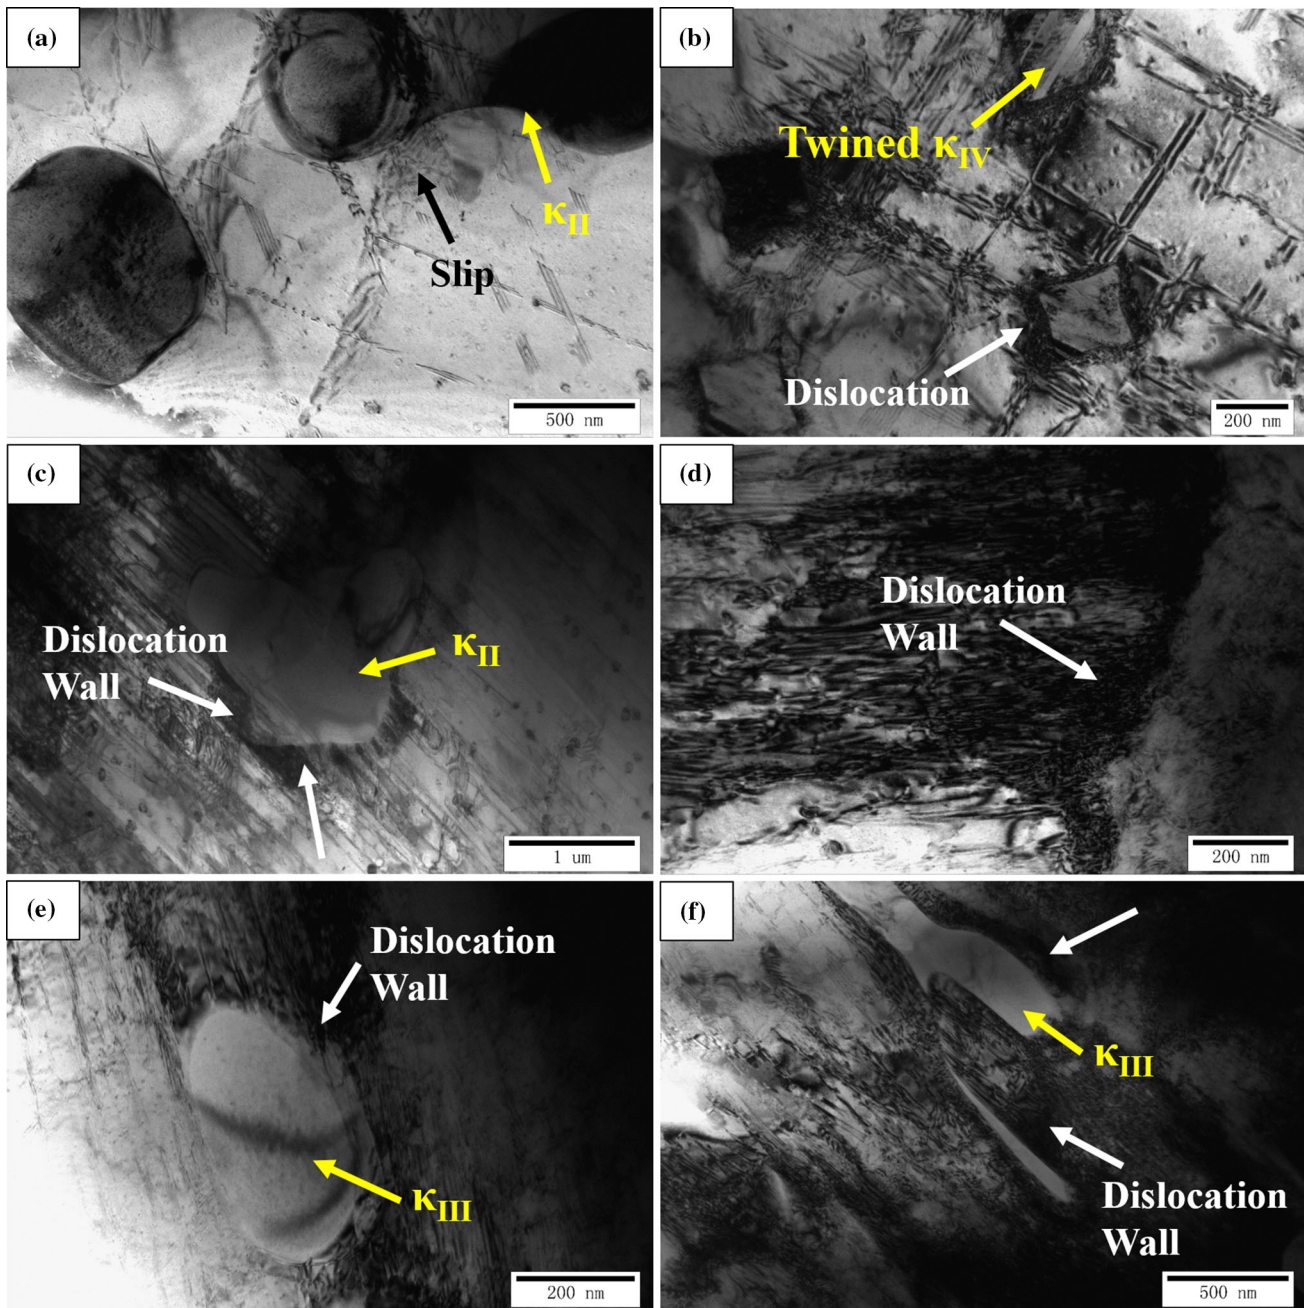 (a)
κII
Slip
500 nm
(b)
Twined κIV
Dislocation
200 nm
(c)
Dislocation
Wall
κII
1 um
(d)
Dislocation
Wall
200 nm
(e)
Dislocation
Wall
κIII
200 nm
(f)
κIII
Dislocation
Wall
500 nm